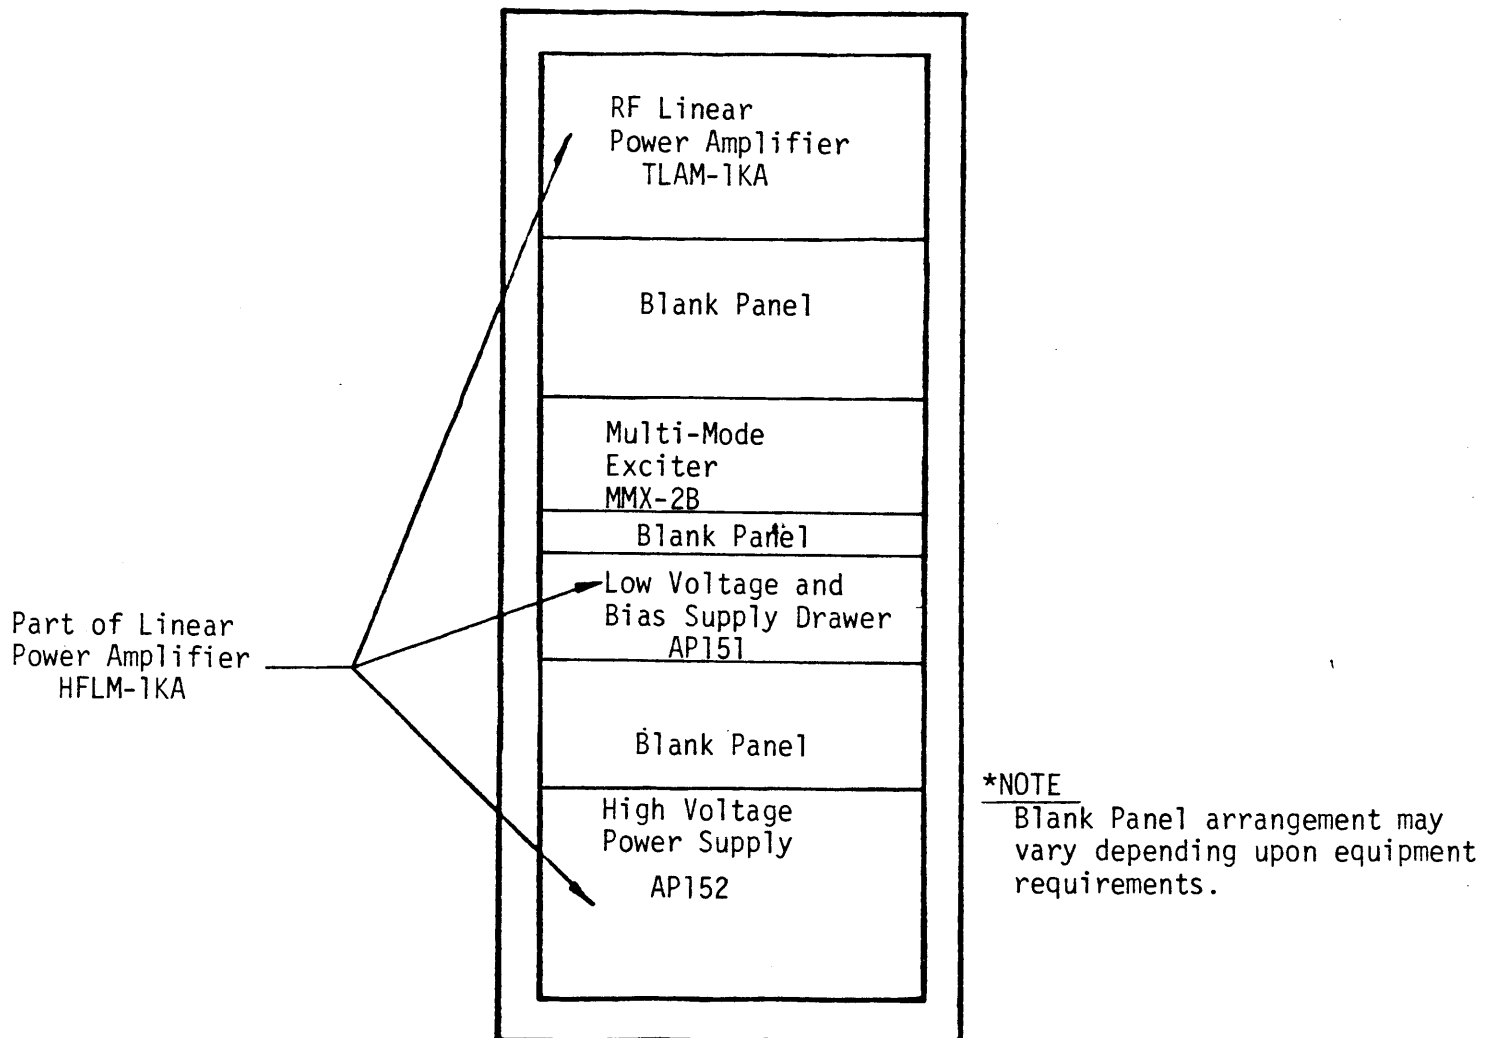 RF Linear
Power Amplifier
TLAM-1KA
Blank Panel
Multi-Mode
Exciter
MMX-2B
Blank Panel
Low Voltage and
Bias Supply Drawer
AP151
Part of Linear
Power Amplifier
HFLM-1KA
Blank Panel
High Voltage
Power Supply
AP152
*NOTE
Blank Panel arrangement may
vary depending upon equipment
requirements.